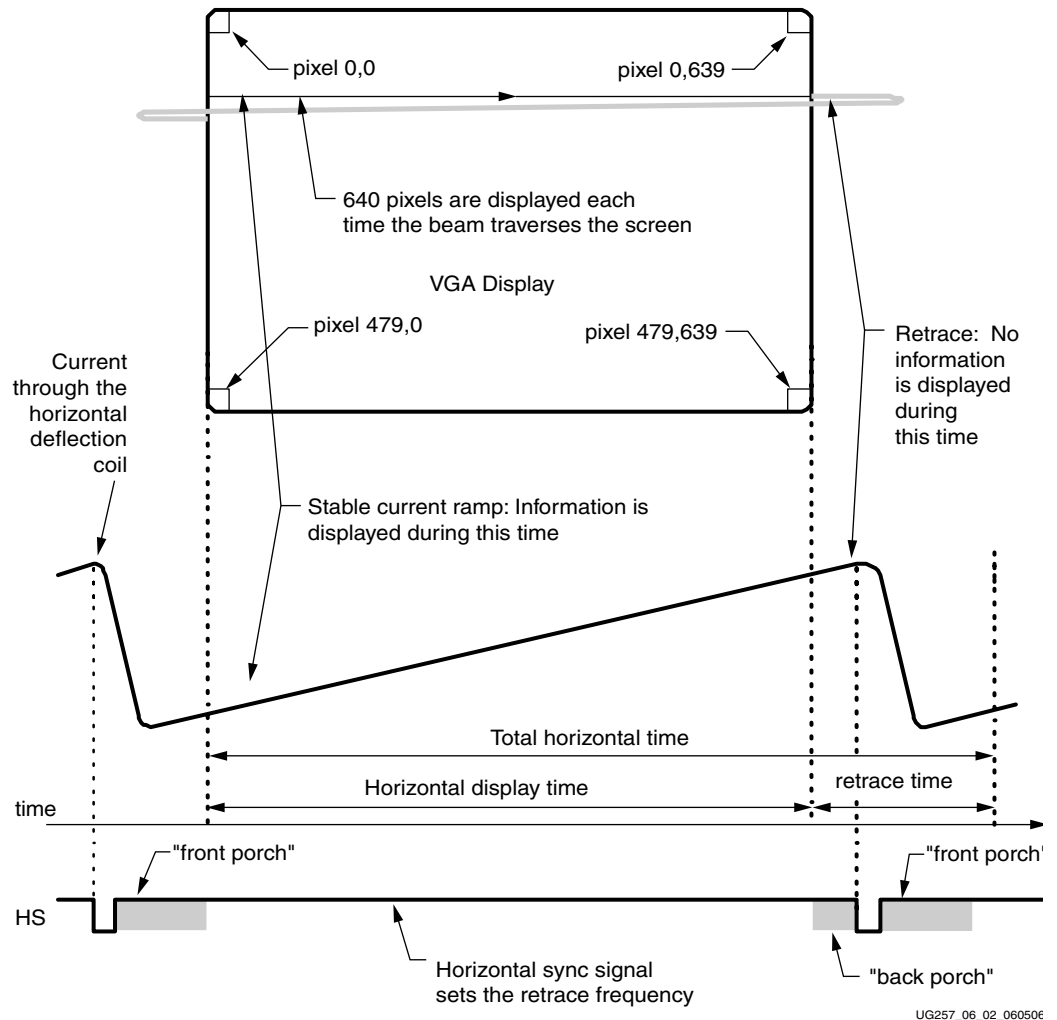 pixel 0,0
pixel 0,639
640 pixels are displayed each
time the beam traverses the screen
VGA Display
pixel 479,0
pixel 479,639
Current
through the
horizontal
deflection
coil
Retrace: No
information
is displayed
during
this time
Stable current ramp: Information is
displayed during this time
Total horizontal time
Horizontal display time
retrace time
time
"front porch"
"front porch"
HS
Horizontal sync signal
sets the retrace frequency
"back porch"
UG257_06_02_060506